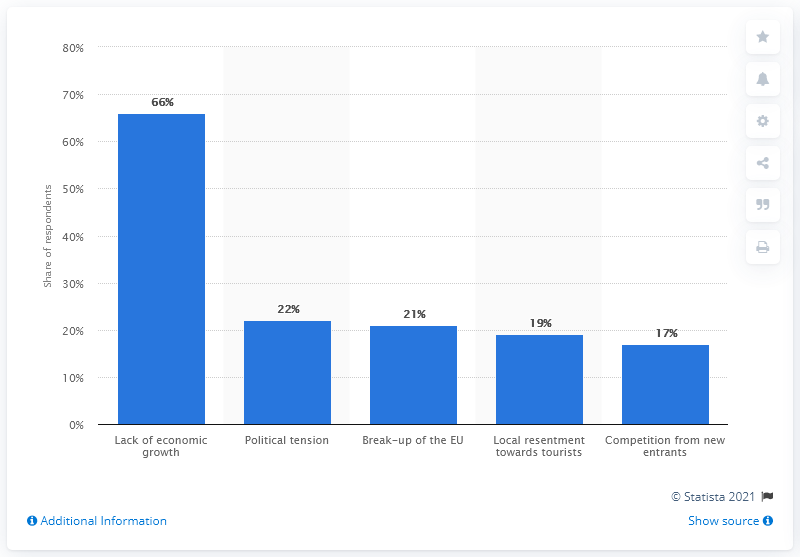 80%
70%
60%
50%
40%
30%
20%
10%
0%
Share of respondents
66%
22%
21%
19%
17%
Lack of economic
growth
Political tension
Break-up of the EU
Local resentment
towards tourists
Competition from new
entrants
© Statista 2021
Additional Information
Show source